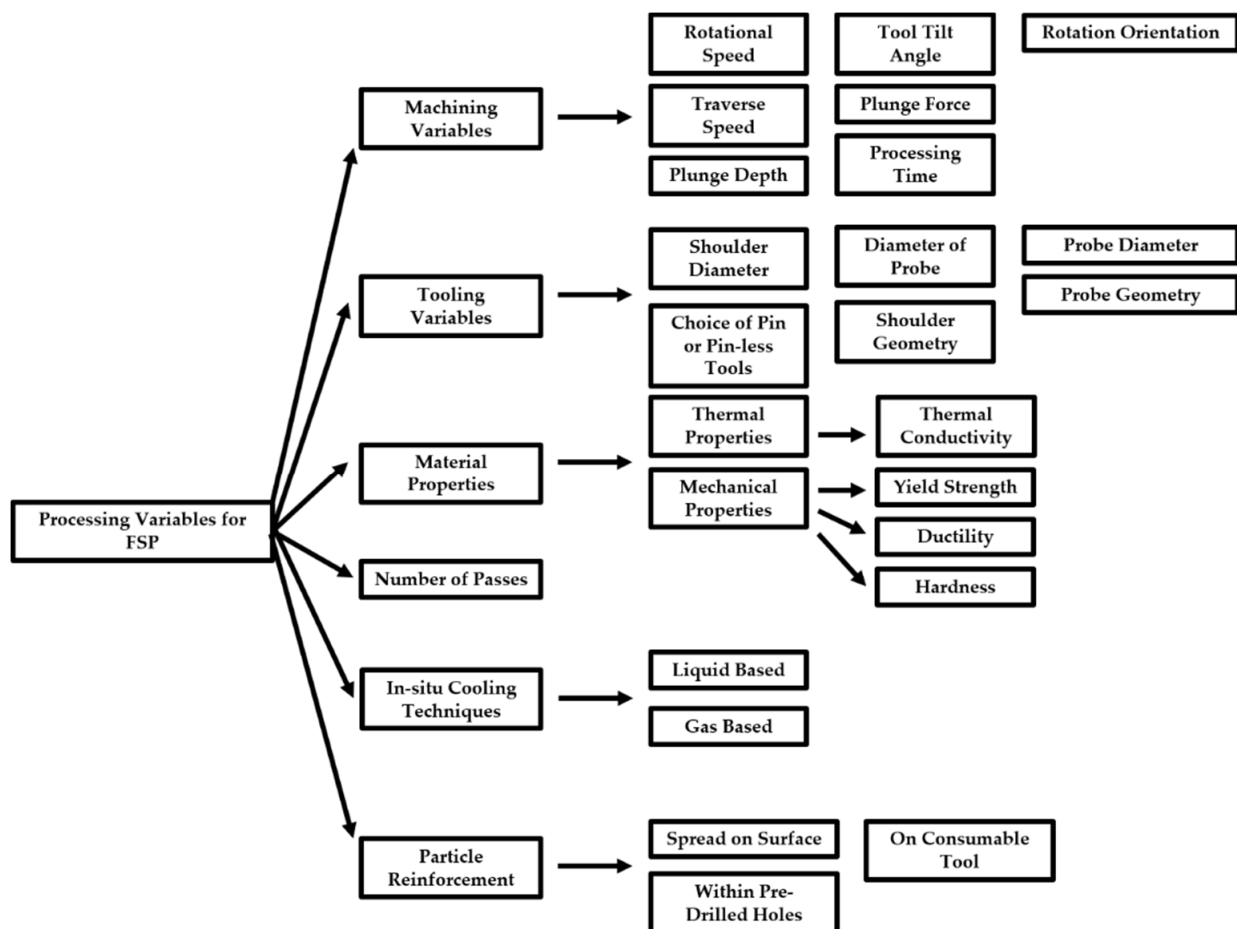 Processing Variables for
FSP
Machining
Variables
Rotational
Speed
Tool Tilt
Angle
Rotation Orientation
Traverse
Speed
Plunge Force
Plunge Depth
Processing
Time
Tooling
Variables
Shoulder
Diameter
Diameter of
Probe
Probe Diameter
Probe Geometry
Choice of Pin
or Pin-less
Tools
Shoulder
Geometry
Material
Properties
Thermal
Properties
Thermal
Conductivity
Mechanical
Properties
Yield Strength
Ductility
Hardness
Number of Passes
In-situ Cooling
Techniques
Liquid Based
Gas Based
Particle
Reinforcement
Spread on Surface
On Consumable
Tool
Within Pre-
Drilled Holes